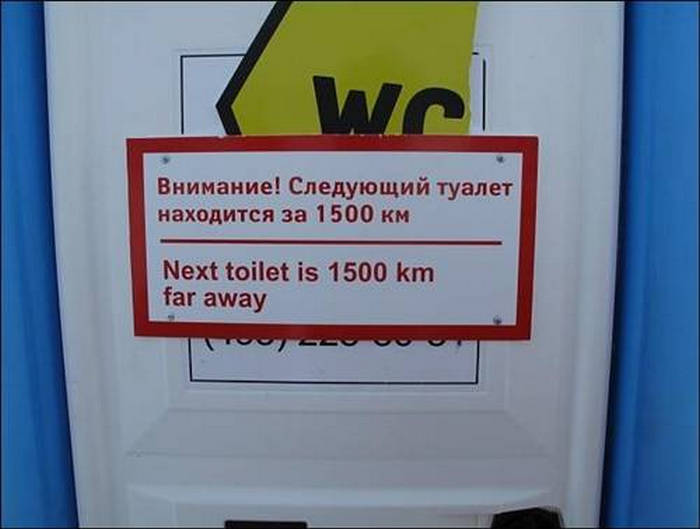 WC
Внимание! Следующий туалет
находится за 1500 км
Next toilet is 1500 km
far away